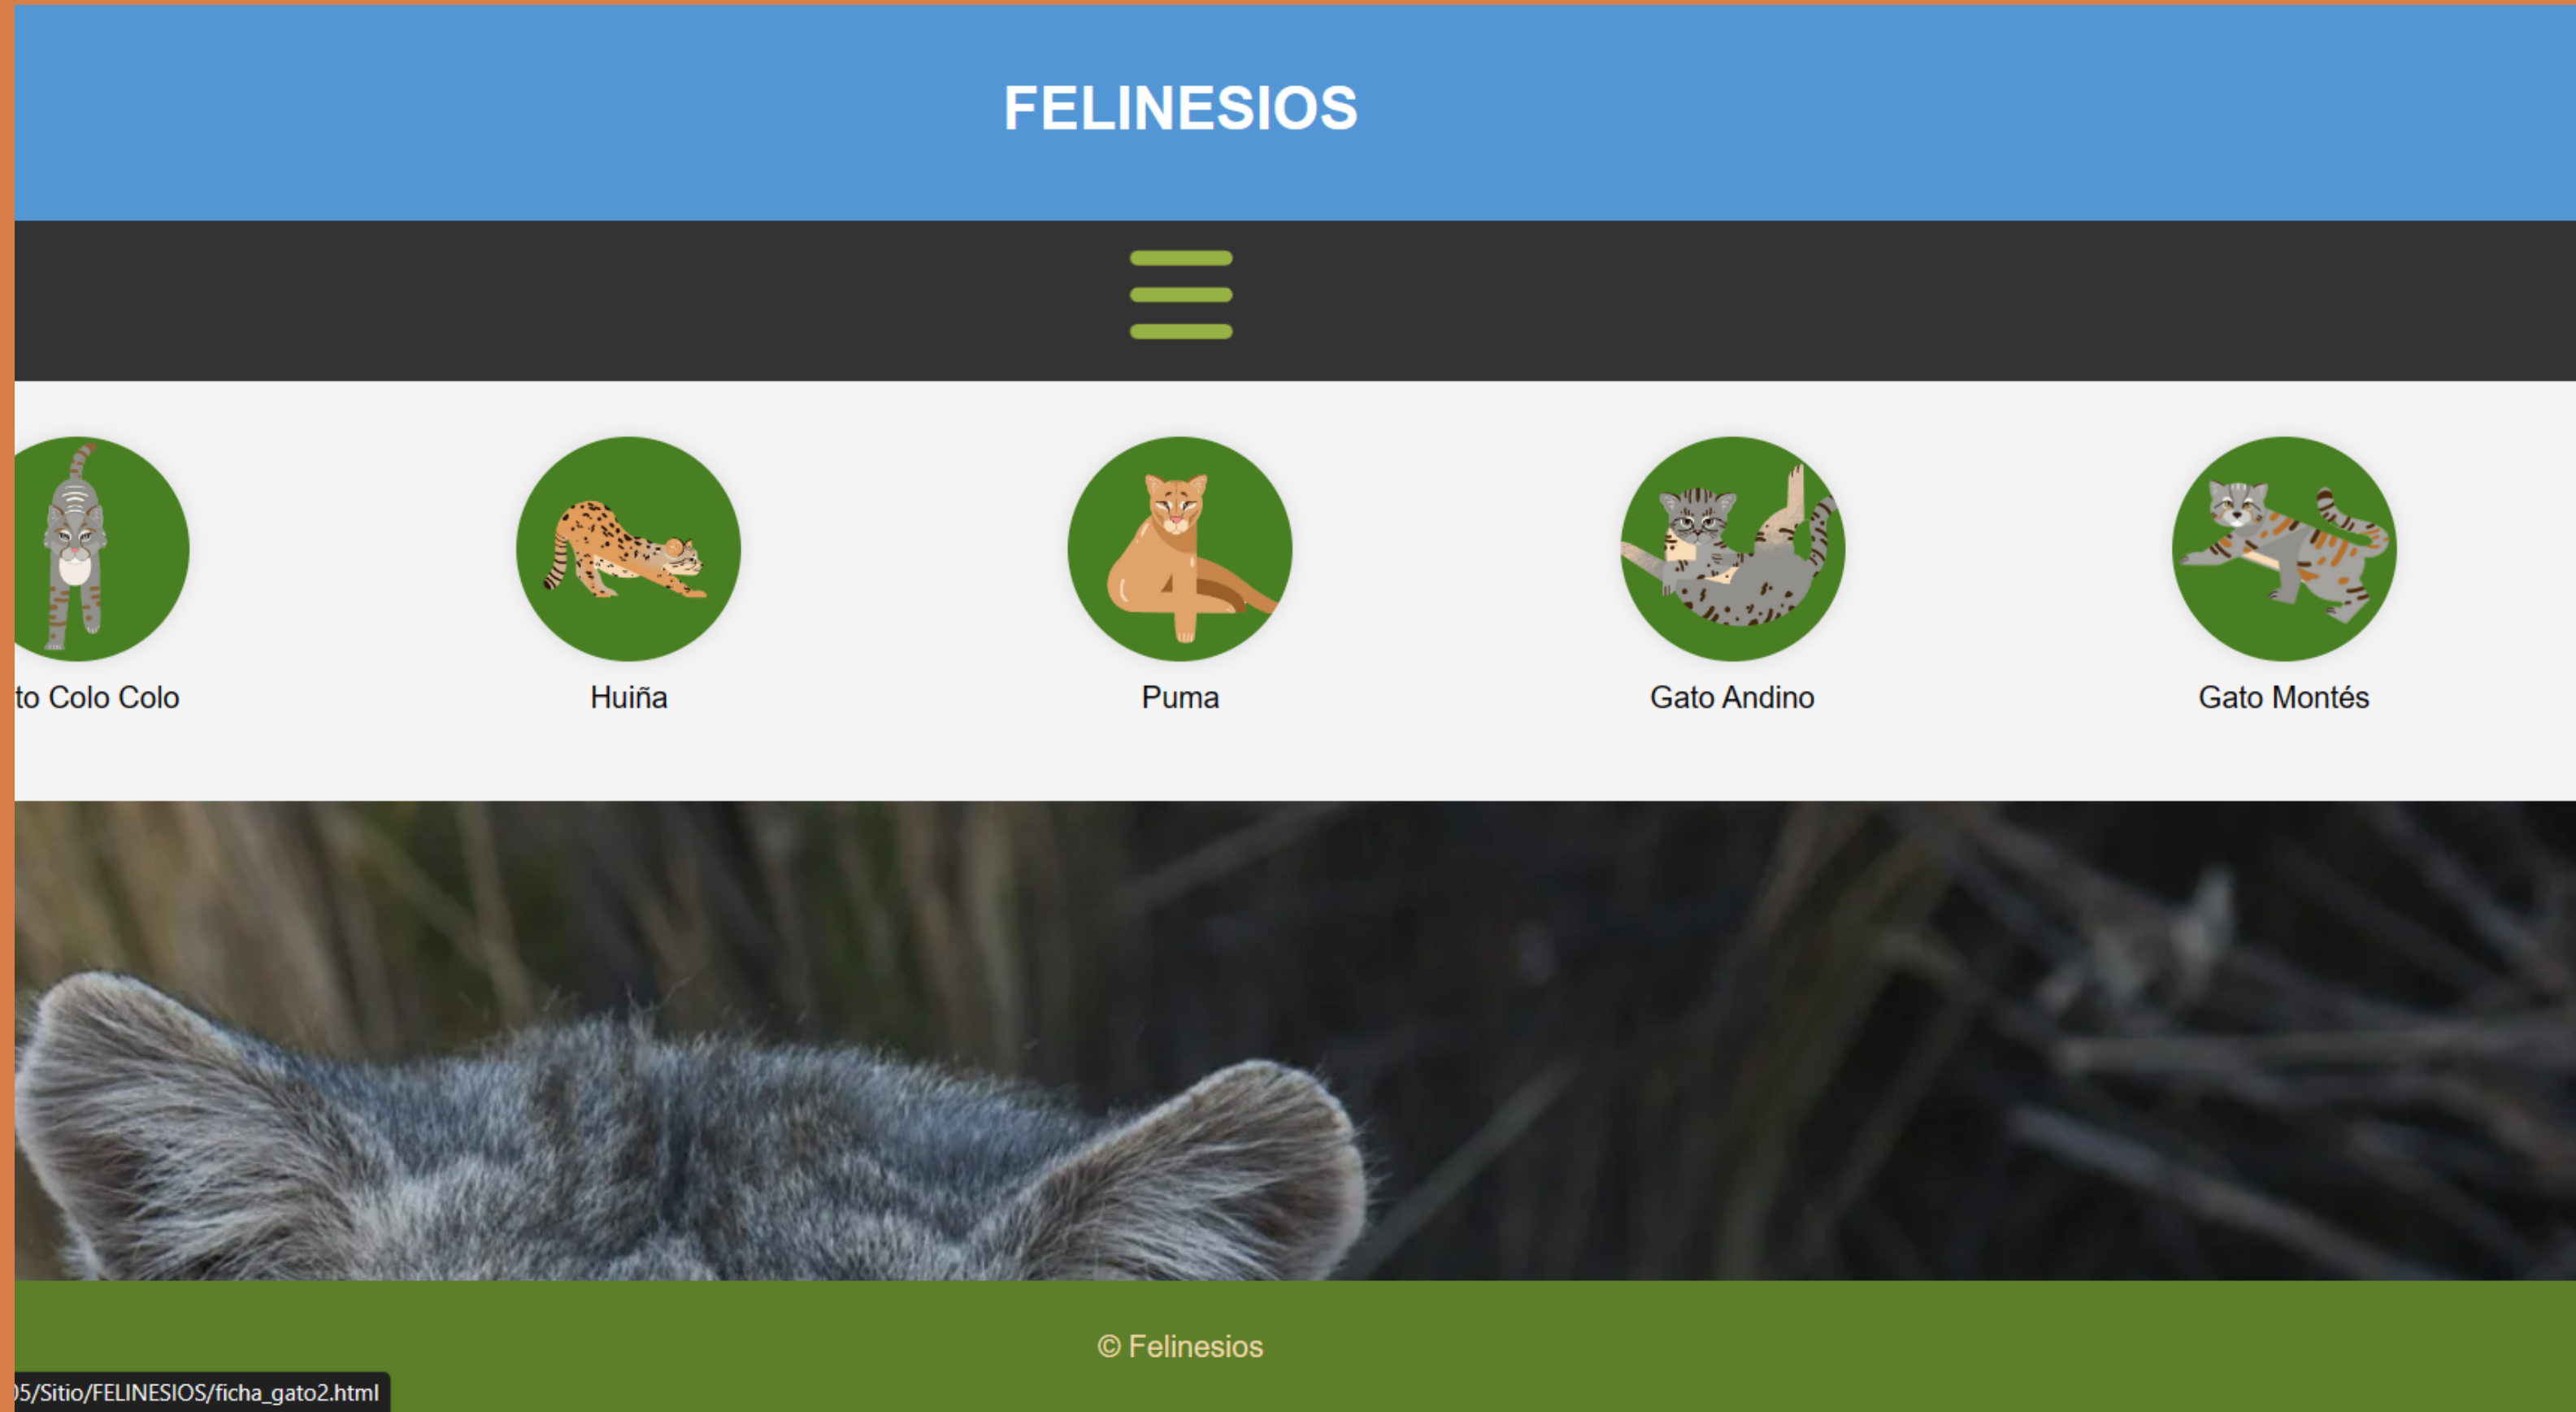 FELINESIOS
to Colo Colo
Huiña
Puma
Gato Andino
Gato Montés
© Felinesios
5/Sitio/FELINESIOS/ficha_gato2.html